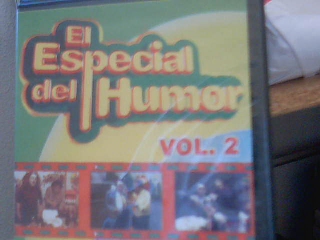 El
Especial
del Humor
VOL. 2